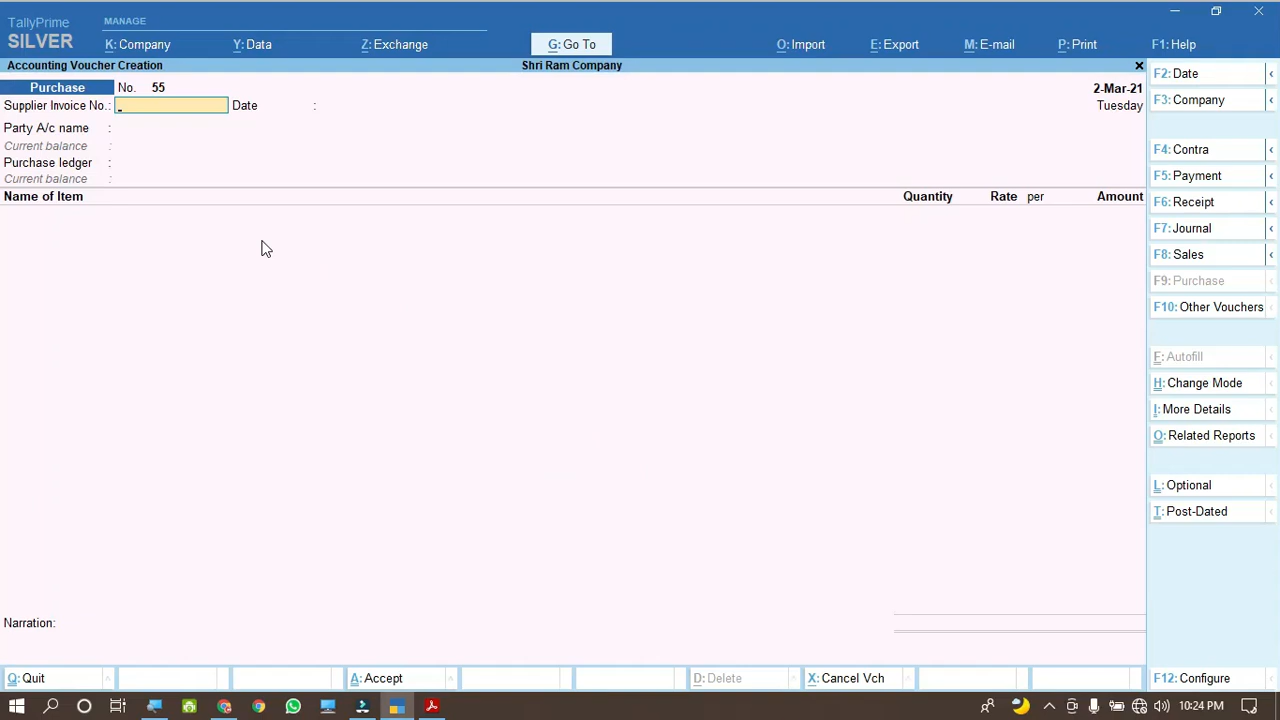 TallyPrime
MANAGE
SILVER
K: Company
Y: Data
Z: Exchange
G: Go To
O: Import
E: Export
M: E-mail
P: Print
F1: Help
Accounting Voucher Creation
Shri Ram Company
×
Purchase No. 55
2-Mar-21
Supplier Invoice No.:
Date :
Tuesday
Party A/c name :
Current balance :
Purchase ledger :
Current balance :
Name of Item
Quantity
Rate per
Amount
Narration:
F2: Date
F3: Company
F4: Contra
F5: Payment
F6: Receipt
F7: Journal
F8: Sales
F9: Purchase
F10: Other Vouchers
F: Autofill
H: Change Mode
I: More Details
O: Related Reports
L: Optional
T: Post-Dated
Q: Quit
A: Accept
D: Delete
X: Cancel Vch
F12: Configure
10:24 PM